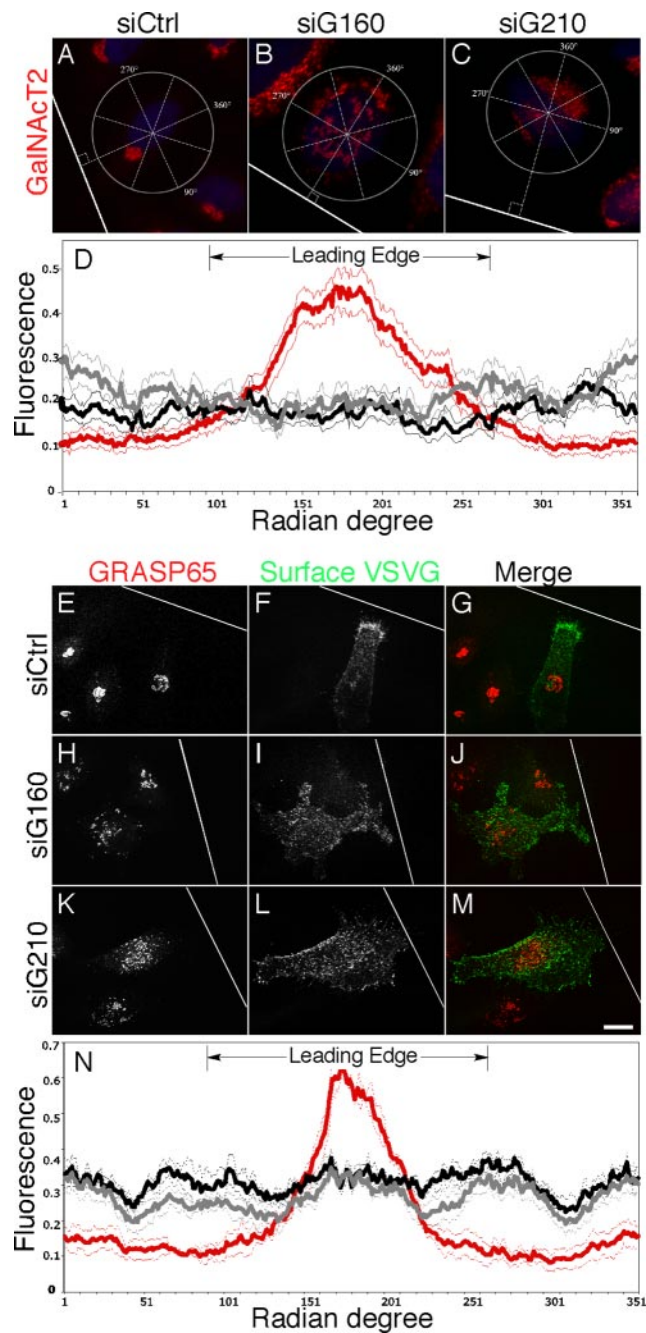 siCtrl siG160 siG210
GalNAcT2
A B C
270° 360° 90°
270° 360° 90°
270° 360° 90°
D
Leading Edge
Fluorescence
0.5
0.4
0.3
0.2
0.1
0
1 51 101 151 201 251 301 351
Radian degree
GRASP65 Surface VSVG Merge
siCtrl
E F G
siG160
H I J
siG210
K L M
N
Leading Edge
Fluorescence
0.7
0.6
0.5
0.4
0.3
0.2
0.1
0
1 51 101 151 201 251 301 351
Radian degree